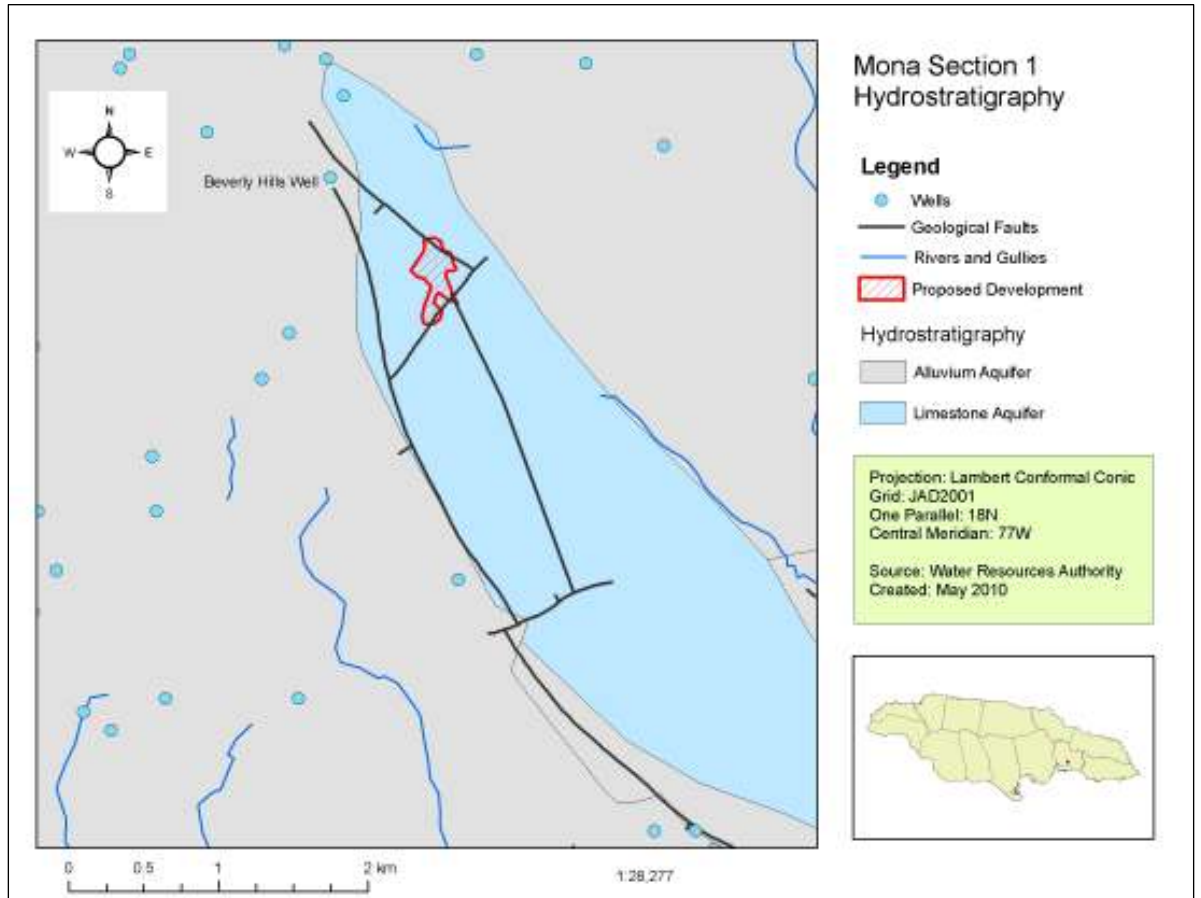 Mona Section 1
Hydrostratigraphy
N
W E
S
Beverly Hills Well
Legend
Wells
Geological Faults
Rivers and Gullies
Proposed Development
Hydrostratigraphy
Alluvium Aquifer
Limestone Aquifer
Projection: Lambert Conformal Conic
Grid: JAD2001
One Parallel: 18N
Central Meridian: 77W
Source: Water Resources Authority
Created: May 2010
0 0.5 1 2 km
1:28,277